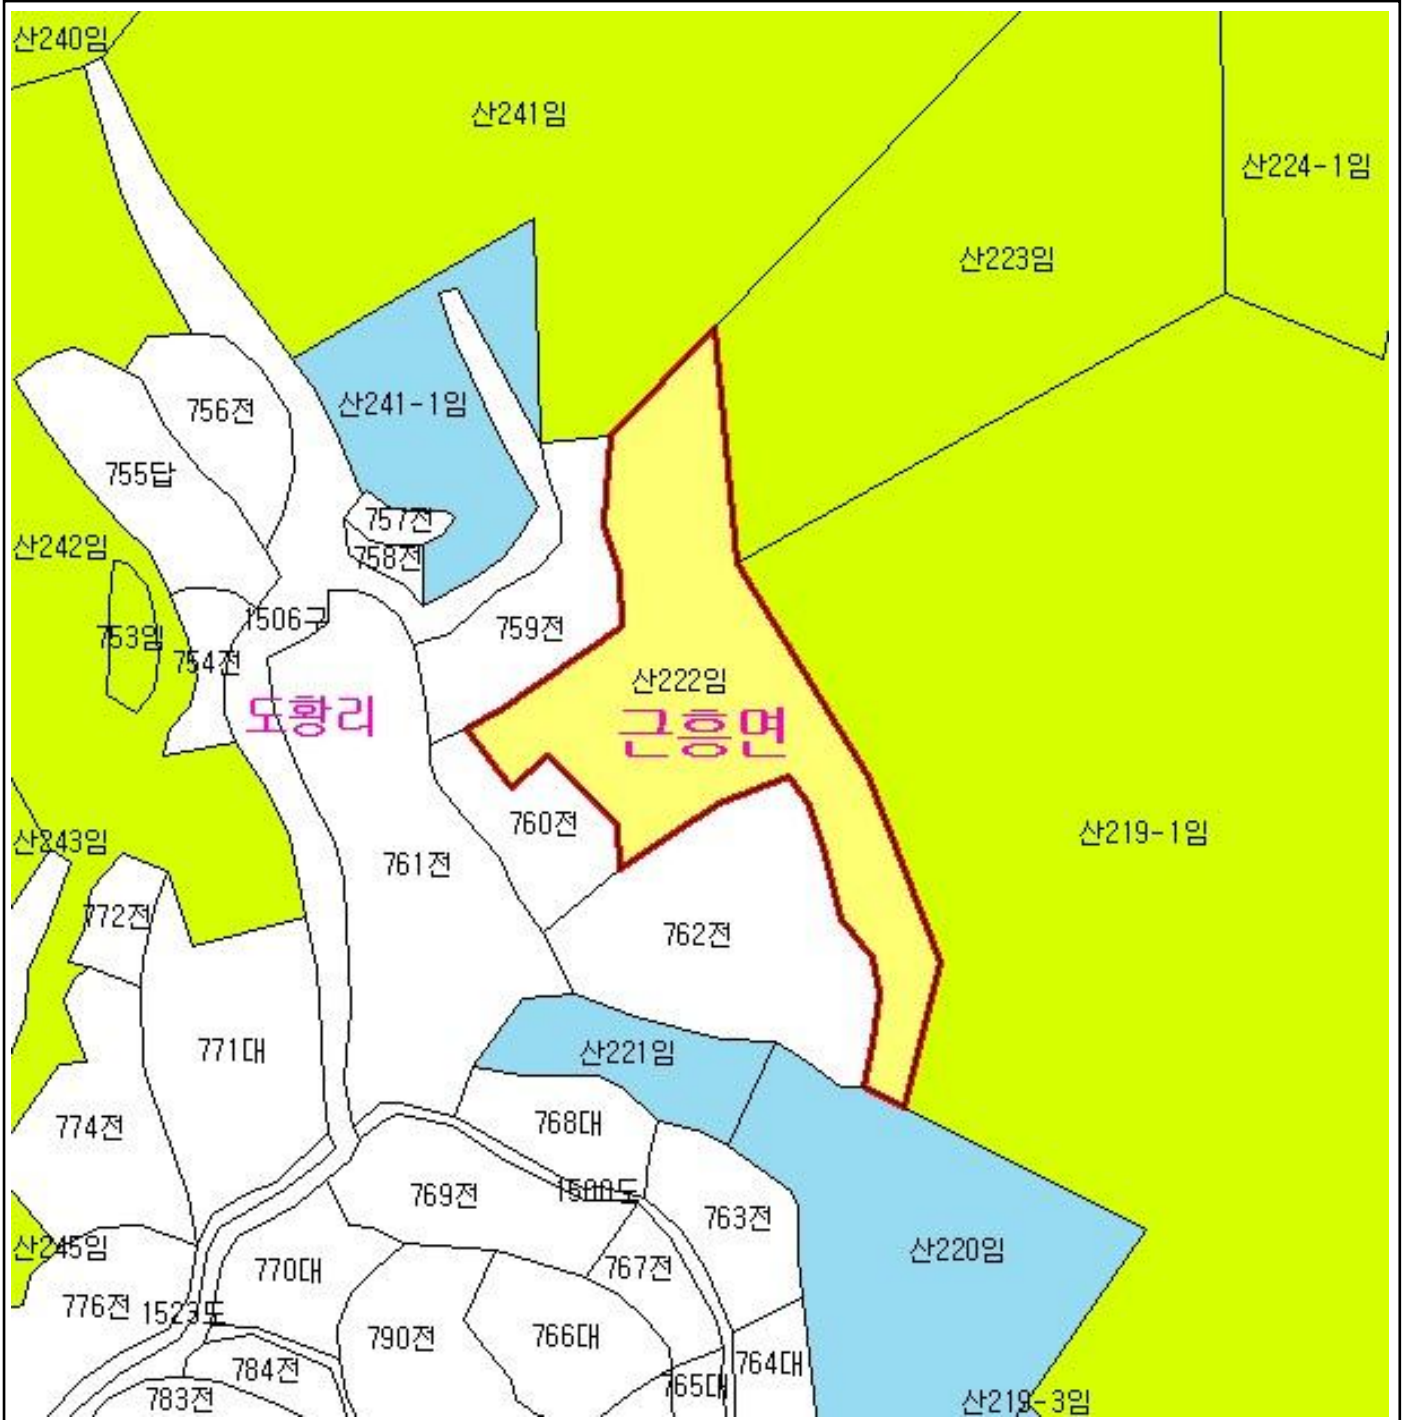 산240임
산241임
산224-1임
산223임
산241-1임
756전
755답
757전
산242임
758전
1506구
759전
753임
754전
산222임
도황리
근흥면
760전
산219-1임
산243임
761전
772전
762전
771대
산221임
774전
768대
769전
1500도
763전
산245임
산220임
770대
767전
776전
1523도
790전
766대
784전
764대
765대
783전
산219-3임